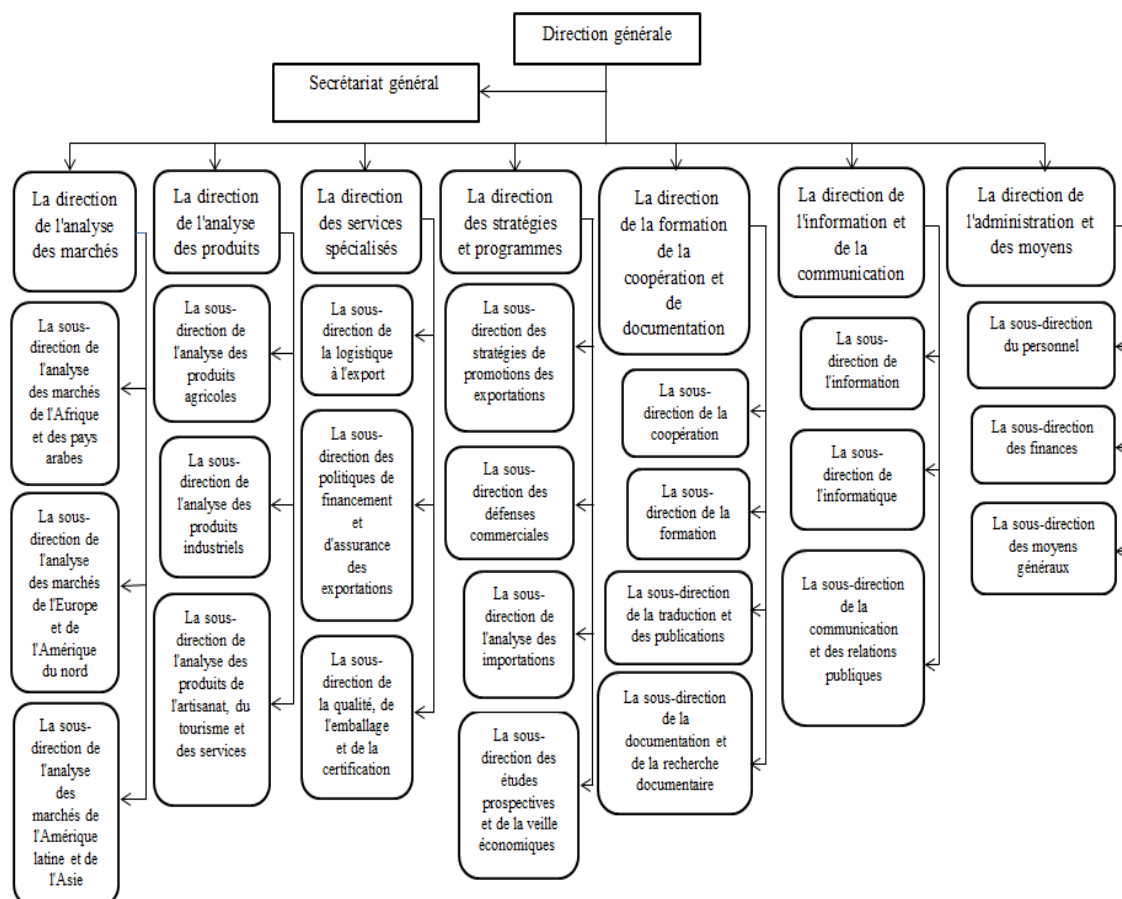 Direction générale
Secrétariat général
La direction
de l'analyse
des marchés
La sous-
direction de
l'analyse
des marchés
de l'Afrique
et des pays
arabes
La sous-
direction de
l'analyse
des marchés
de l'Europe
et de
l'Amérique
du nord
La sous-
direction de
l'analyse
des
marchés de
l'Amérique
latine et de
l'Asie
La direction
de l'analyse
des produits
La sous-
direction de
l'analyse des
produits
agricoles
La sous-
direction de
l'analyse des
produits
industriels
La sous-
direction de
l'analyse des
produits de
l'artisanat, du
tourisme et
des services
La direction
des services
spécialisés
La sous-
direction de
la logistique
à l'export
La sous-
direction des
politiques de
financement
et
d'assurance
des
exportations
La sous-
direction de
la qualité, de
l'emballage
et de la
certification
La direction
des stratégies
et programmes
La sous-
direction des
stratégies de
promotions des
exportations
La sous-
direction des
défenses
commerciales
La sous-
direction de
l'analyse des
importations
La sous-
direction des
études
prospectives
et de la veille
économiques
La direction
de la formation
de la
coopération et
de
documentation
La sous-
direction de la
coopération
La sous-
direction de la
formation
La sous-direction
de la traduction et
des publications
La sous-direction
de la
documentation et
de la recherche
documentaire
La direction de
l'information et
de la
communication
La sous-
direction de
l'information
La sous-
direction de
l'informatique
La sous-direction
de la
communication
et des relations
publiques
La direction de
l'administration et
des moyens
La sous-direction
du personnel
La sous-direction
des finances
La sous-direction
des moyens
généraux